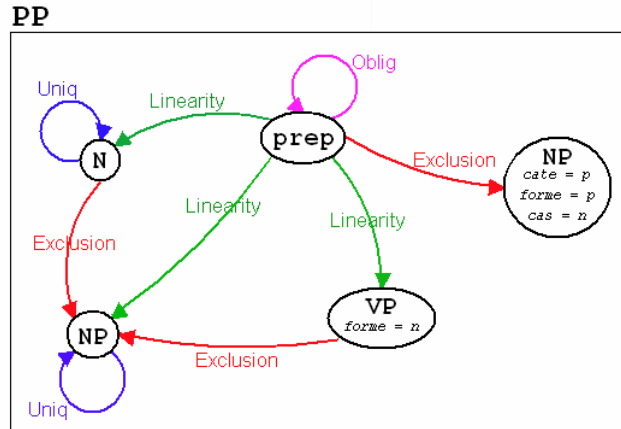 PP
Oblig
Uniq
Linearity
prep
N
Exclusion
NP
cate = p
forme = p
cas = n
Linearity
Linearity
Exclusion
VP
forme = n
NP
Exclusion
Uniq